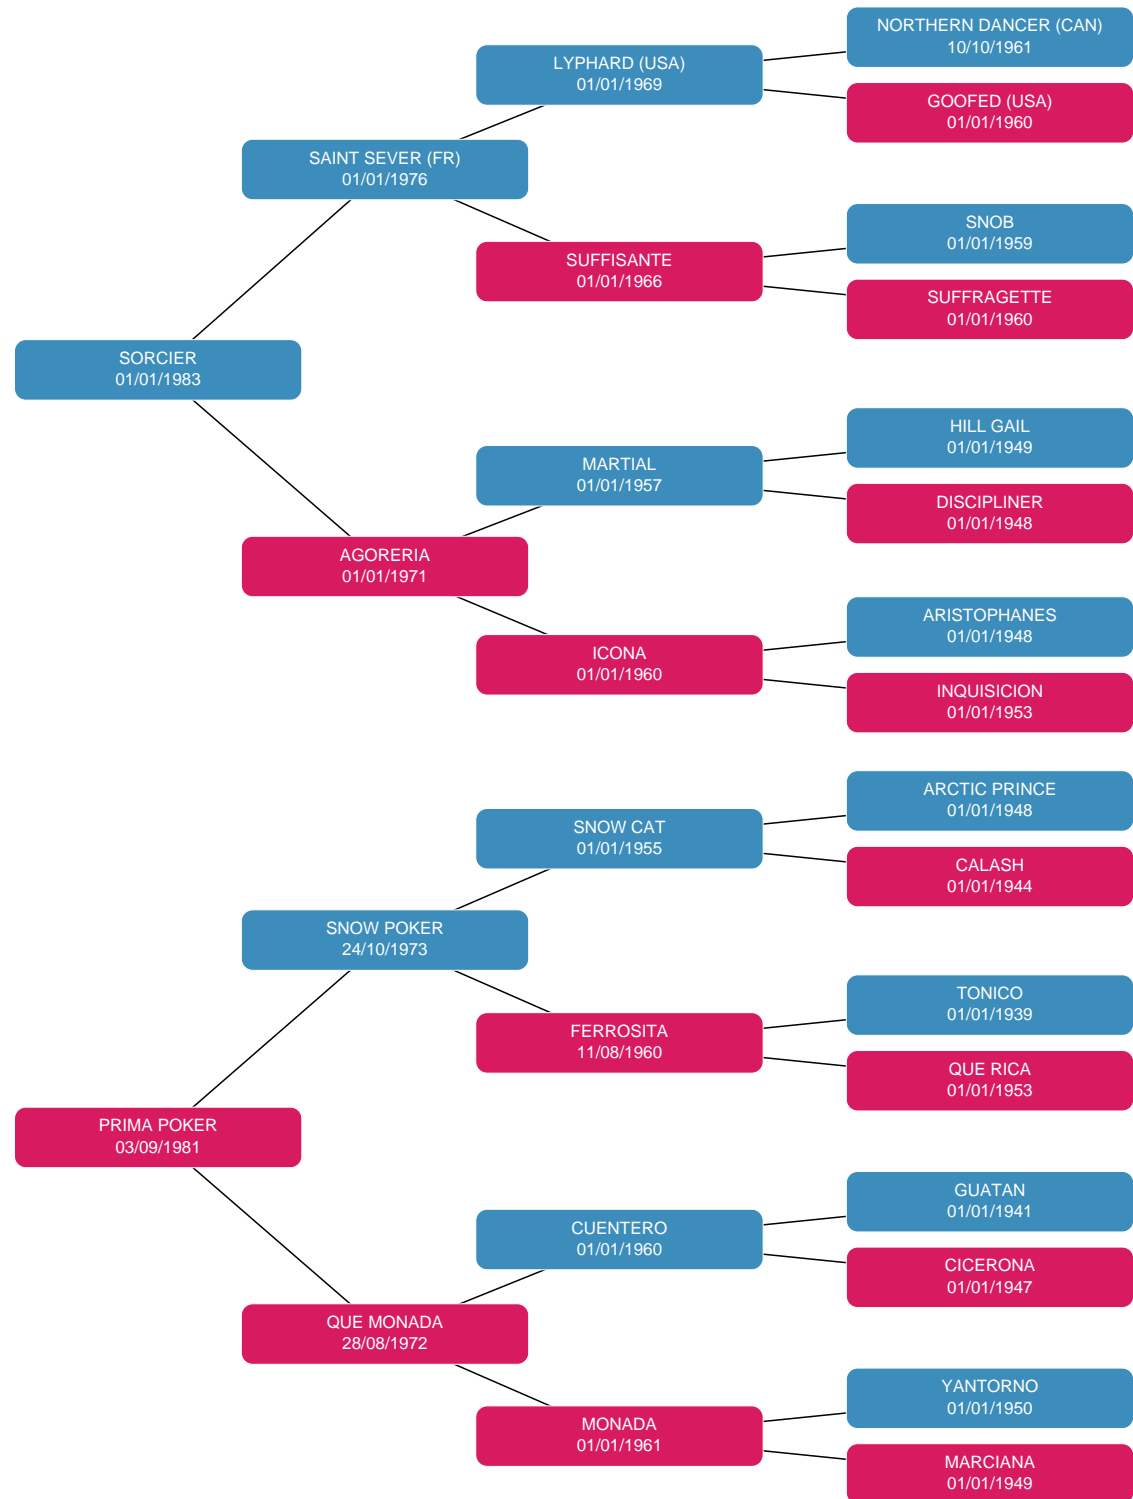 NORTHERN DANCER (CAN)
10/10/1961
LYPHARD (USA)
01/01/1969
GOOFED (USA)
01/01/1960
SAINT SEVER (FR)
01/01/1976
SNOB
01/01/1959
SUFFISANTE
01/01/1966
SUFFRAGETTE
01/01/1960
SORCIER
01/01/1983
HILL GAIL
01/01/1949
MARTIAL
01/01/1957
DISCIPLINER
01/01/1948
AGORERIA
01/01/1971
ARISTOPHANES
01/01/1948
ICONA
01/01/1960
INQUISICION
01/01/1953
ARCTIC PRINCE
01/01/1948
SNOW CAT
01/01/1955
CALASH
01/01/1944
SNOW POKER
24/10/1973
TONICO
01/01/1939
FERROSITA
11/08/1960
QUE RICA
01/01/1953
PRIMA POKER
03/09/1981
GUATAN
01/01/1941
CUENTERO
01/01/1960
CICERONA
01/01/1947
QUE MONADA
28/08/1972
YANTORNO
01/01/1950
MONADA
01/01/1961
MARCIANA
01/01/1949